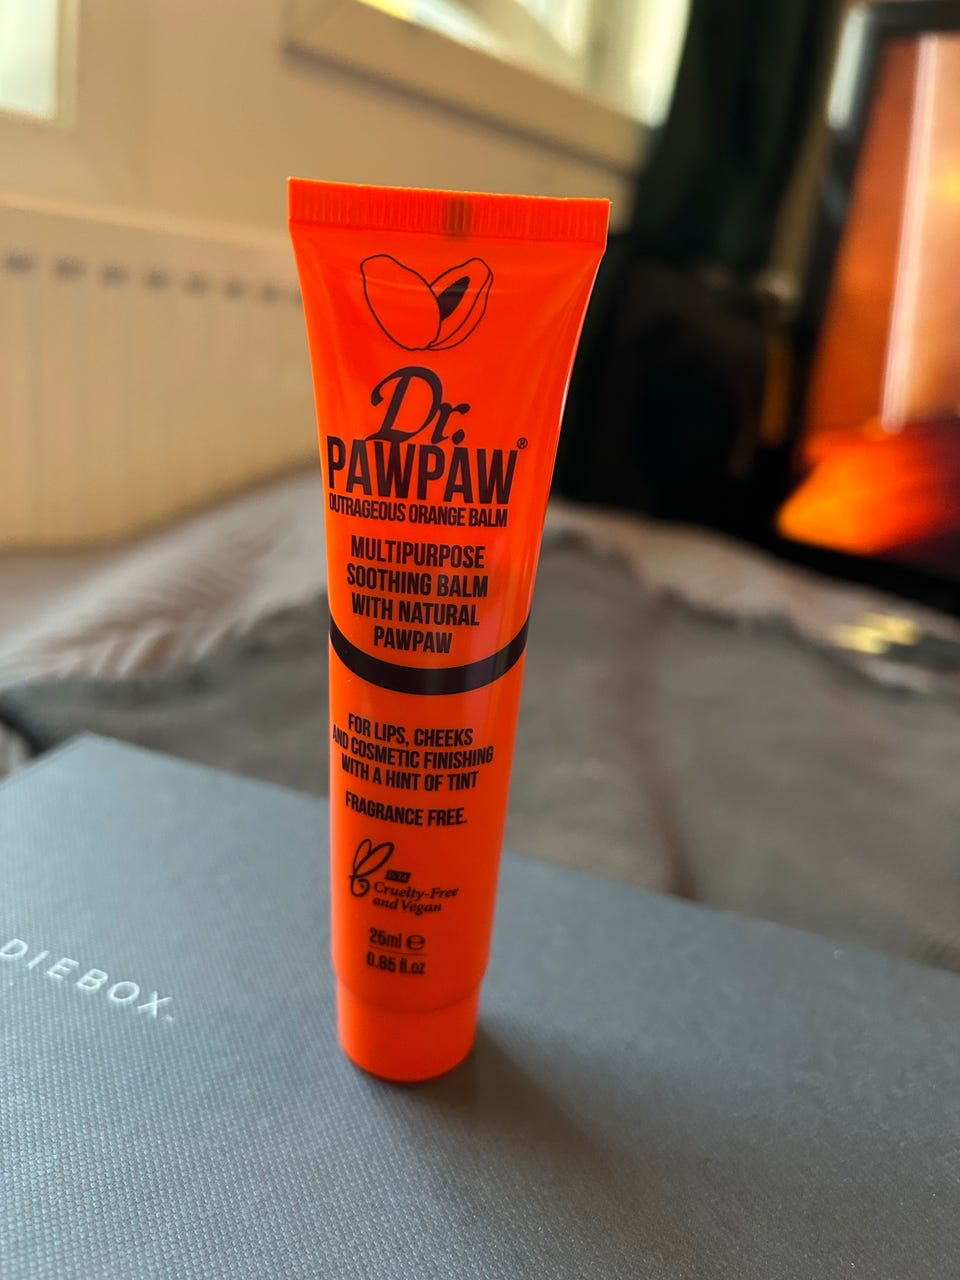 Dr.
PAWPAW®
OUTRAGEOUS ORANGE BALM
MULTIPURPOSE
SOOTHING BALM
WITH NATURAL
PAWPAW
FOR LIPS, CHEEKS
AND COSMETIC FINISHING
WITH A HINT OF TINT
FRAGRANCE FREE.
PETA
Cruelty-Free
and Vegan
25ml ℮
0.85 fl.oz
DIEBOX.